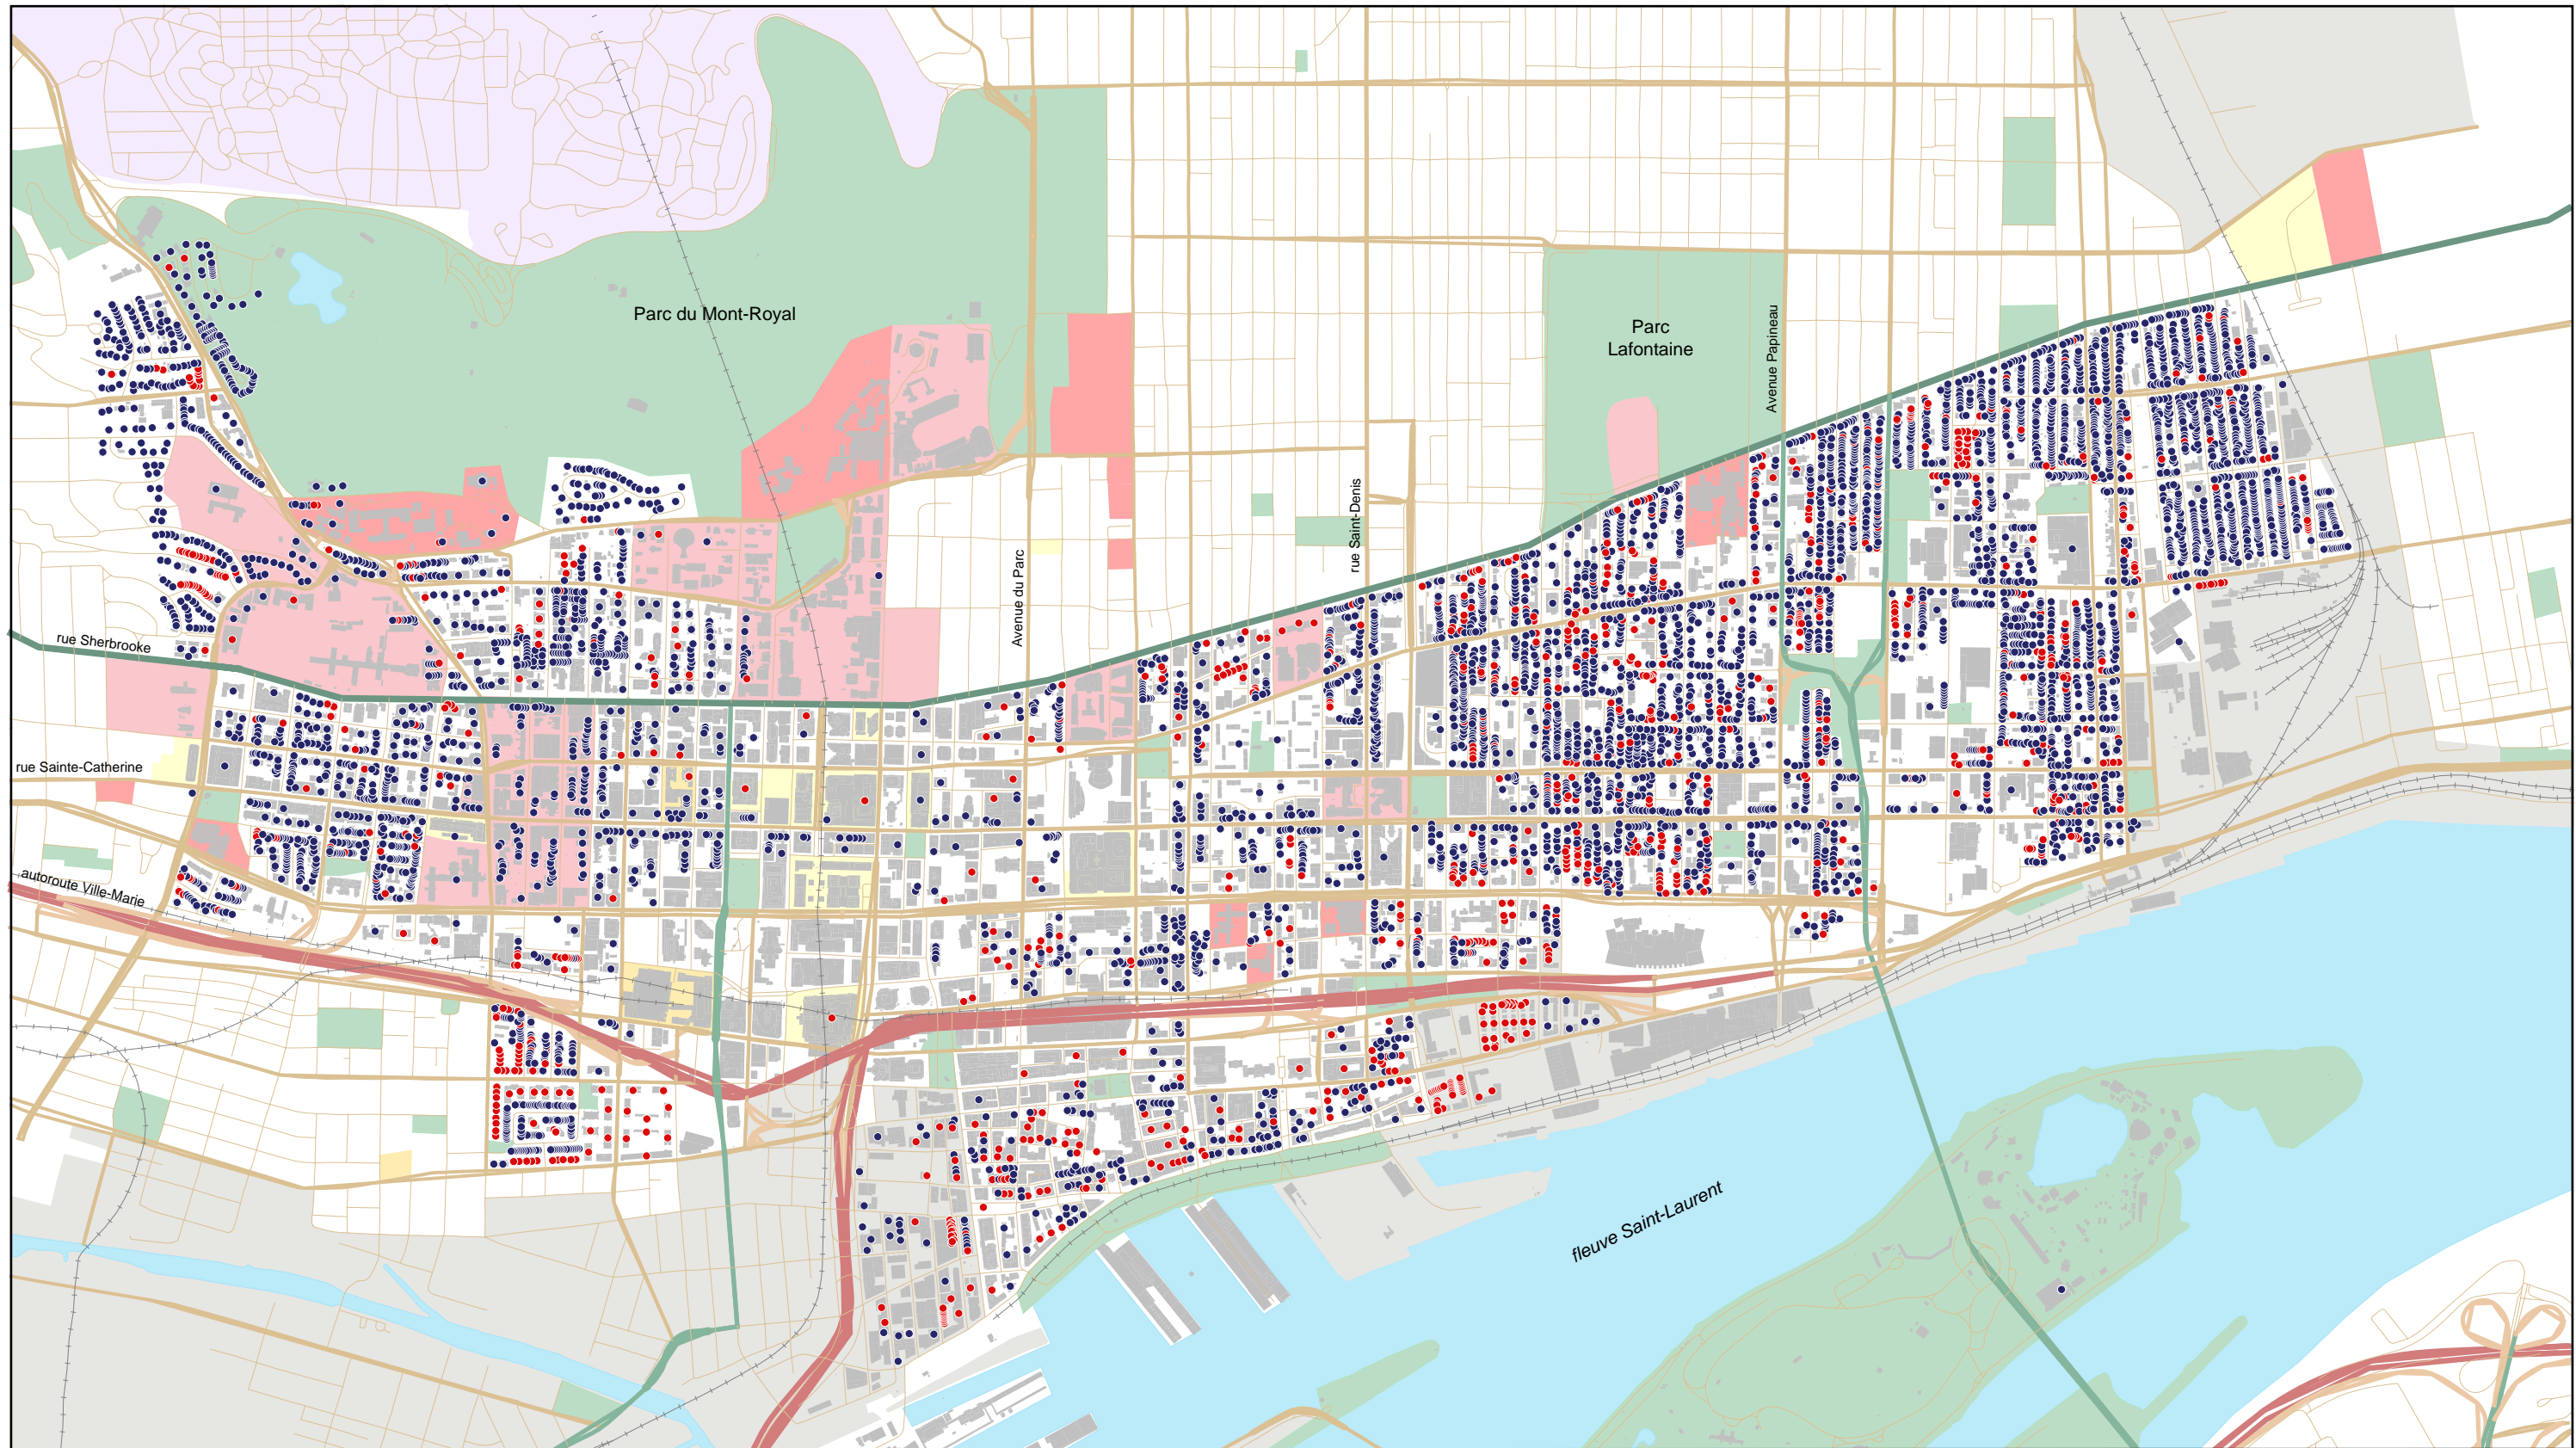 Parc du Mont-Royal
Parc
Lafontaine
Avenue Papineau
rue Saint-Denis
Avenue du Parc
rue Sherbrooke
rue Sainte-Catherine
autoroute Ville-Marie
fleuve Saint-Laurent